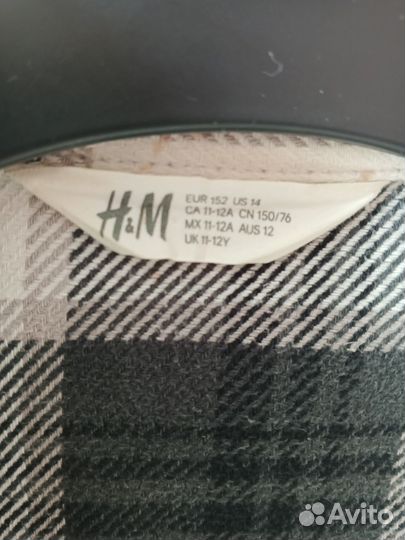 H&M
EUR 152 US 14
CA 11-12A CN 150/76
MX 11-12A AUS 12
UK 11-12Y
Avito